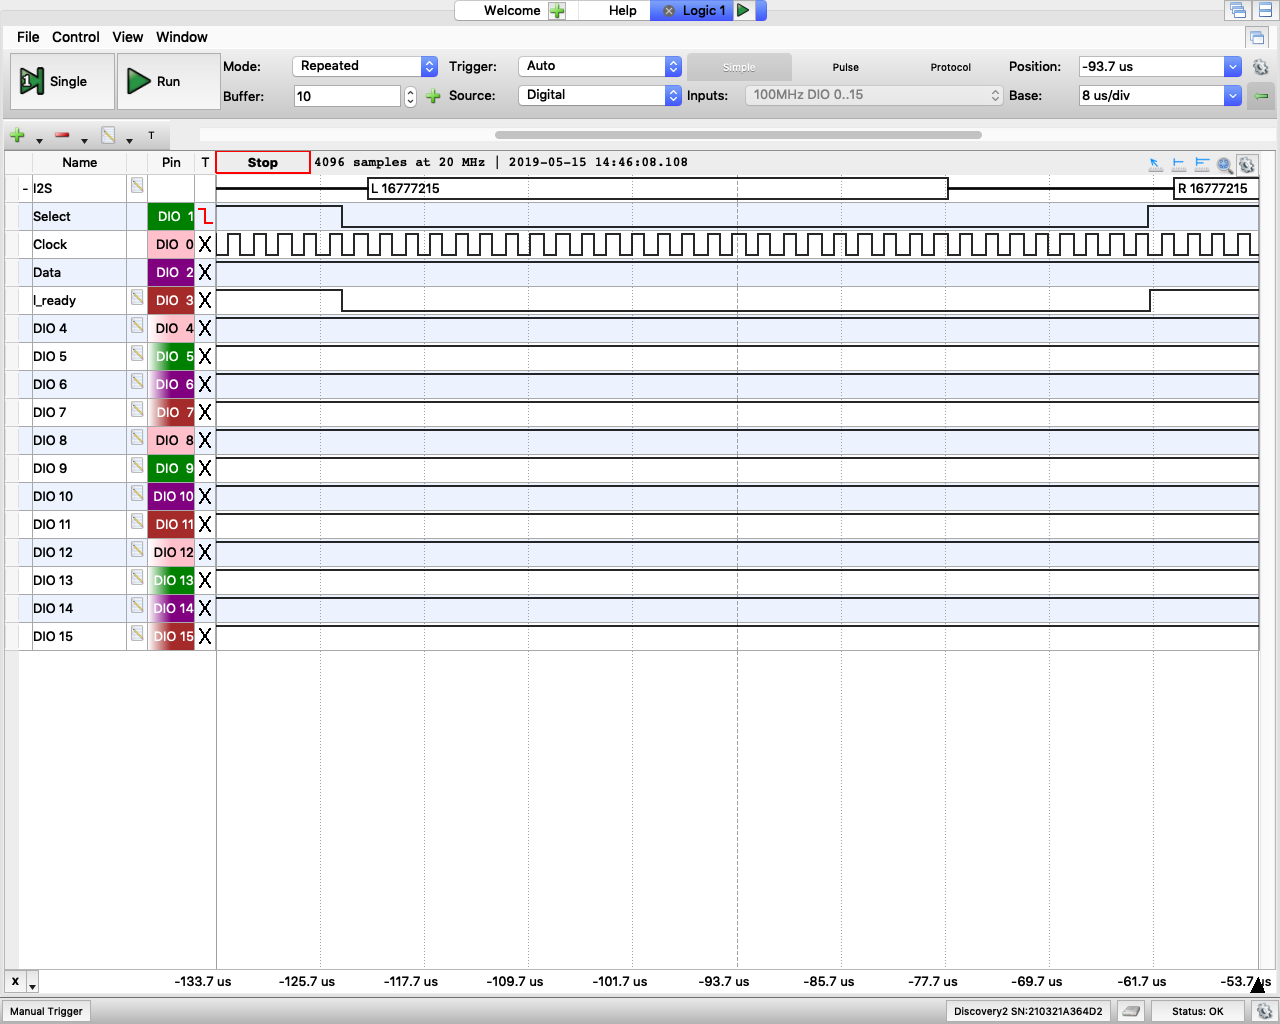 Welcome Help Logic 1
File Control View Window
Single Run Mode: Repeated Trigger: Auto Simple Pulse Protocol Position: -93.7 us
Buffer: 10 Source: Digital Inputs: 100MHz DIO 0..15 Base: 8 us/div
T
Name Pin T Stop 4096 samples at 20 MHz | 2019-05-15 14:46:08.108
- I2S L 16777215 R 16777215
Select DIO 1
Clock DIO 0 X
Data DIO 2 X
l_ready DIO 3 X
DIO 4 DIO 4 X
DIO 5 DIO 5 X
DIO 6 DIO 6 X
DIO 7 DIO 7 X
DIO 8 DIO 8 X
DIO 9 DIO 9 X
DIO 10 DIO 10 X
DIO 11 DIO 11 X
DIO 12 DIO 12 X
DIO 13 DIO 13 X
DIO 14 DIO 14 X
DIO 15 DIO 15 X
X -133.7 us -125.7 us -117.7 us -109.7 us -101.7 us -93.7 us -85.7 us -77.7 us -69.7 us -61.7 us -53.7 us
Manual Trigger Discovery2 SN:210321A364D2 Status: OK